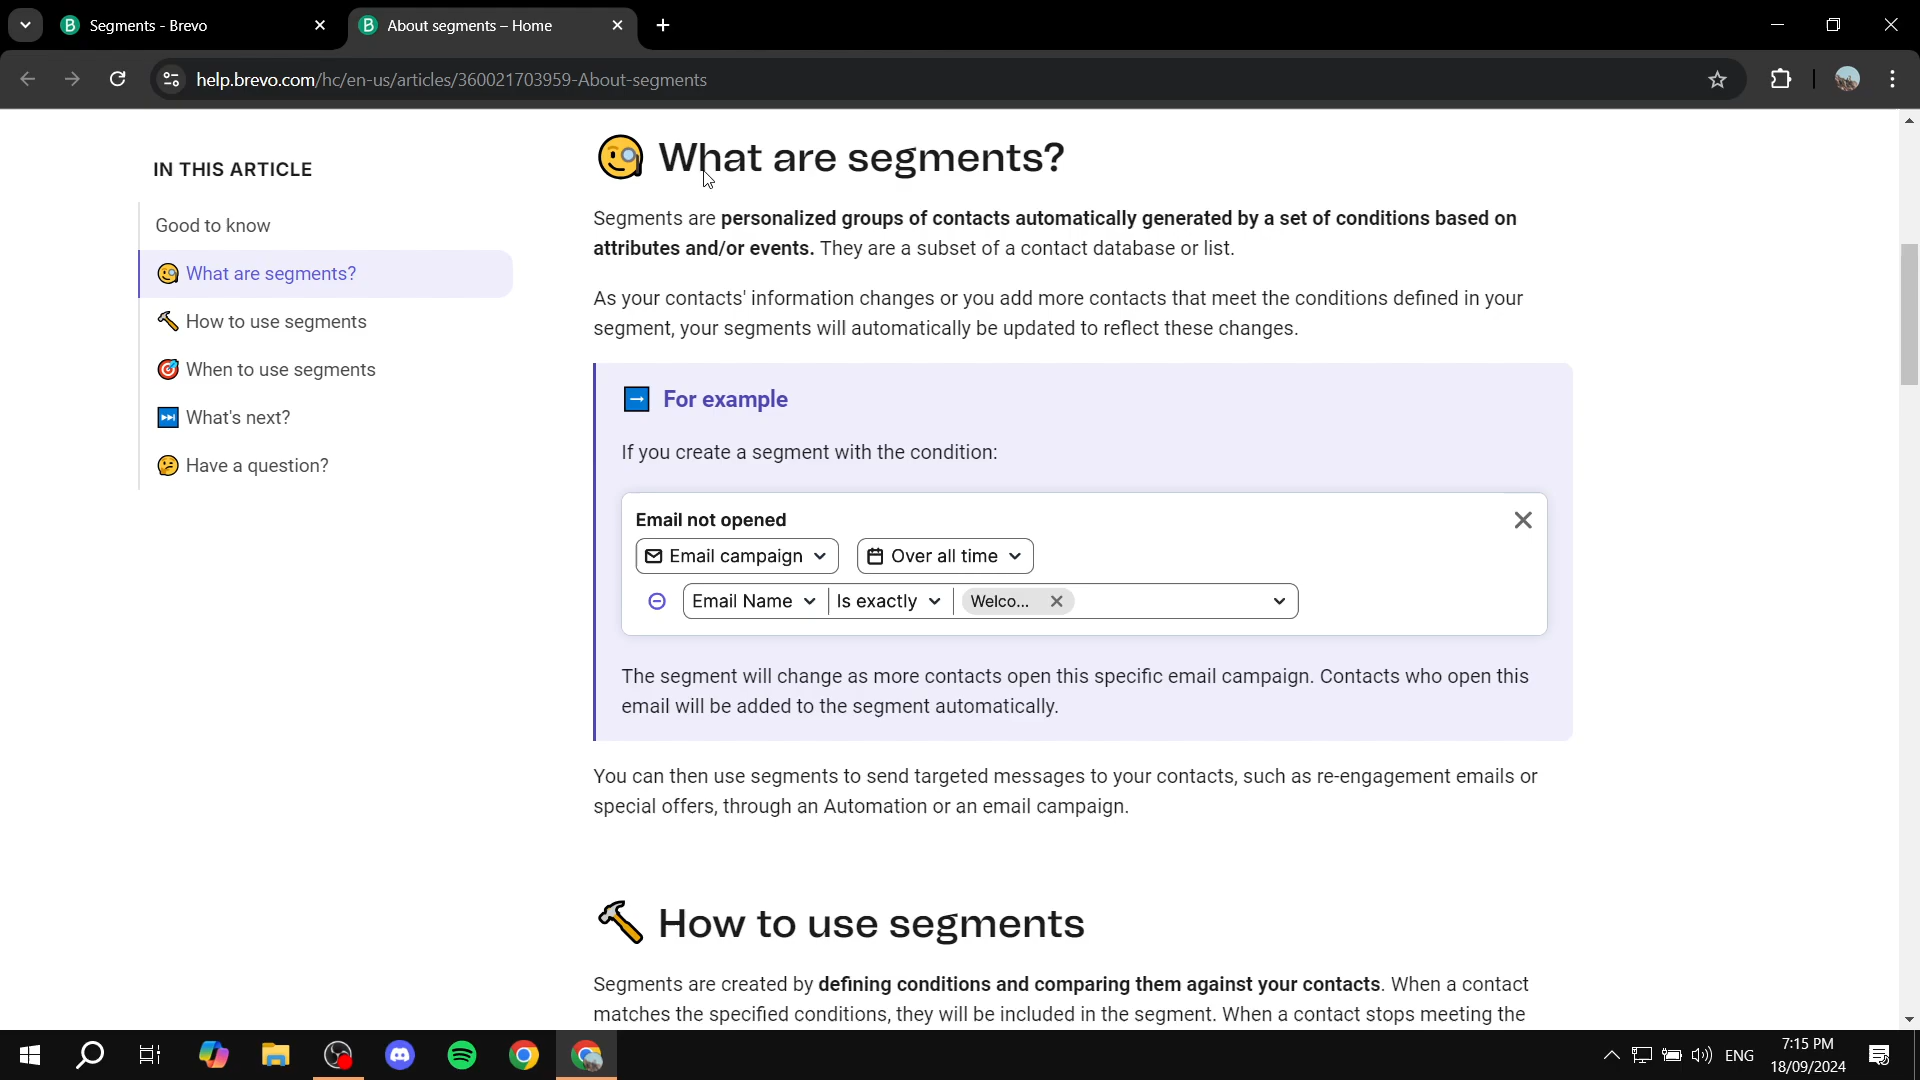 Segments - Brevo
About segments – Home
help.brevo.com/hc/en-us/articles/360021703959-About-segments
IN THIS ARTICLE
Good to know
What are segments?
How to use segments
When to use segments
What's next?
Have a question?
What are segments?
Segments are personalized groups of contacts automatically generated by a set of conditions based on
attributes and/or events. They are a subset of a contact database or list.
As your contacts' information changes or you add more contacts that meet the conditions defined in your
segment, your segments will automatically be updated to reflect these changes.
For example
If you create a segment with the condition:
Email not opened
Email campaign
Over all time
Email Name
Is exactly
Welco...
The segment will change as more contacts open this specific email campaign. Contacts who open this
email will be added to the segment automatically.
You can then use segments to send targeted messages to your contacts, such as re-engagement emails or
special offers, through an Automation or an email campaign.
How to use segments
Segments are created by defining conditions and comparing them against your contacts. When a contact
matches the specified conditions, they will be included in the segment. When a contact stops meeting the
ENG
7:15 PM
18/09/2024